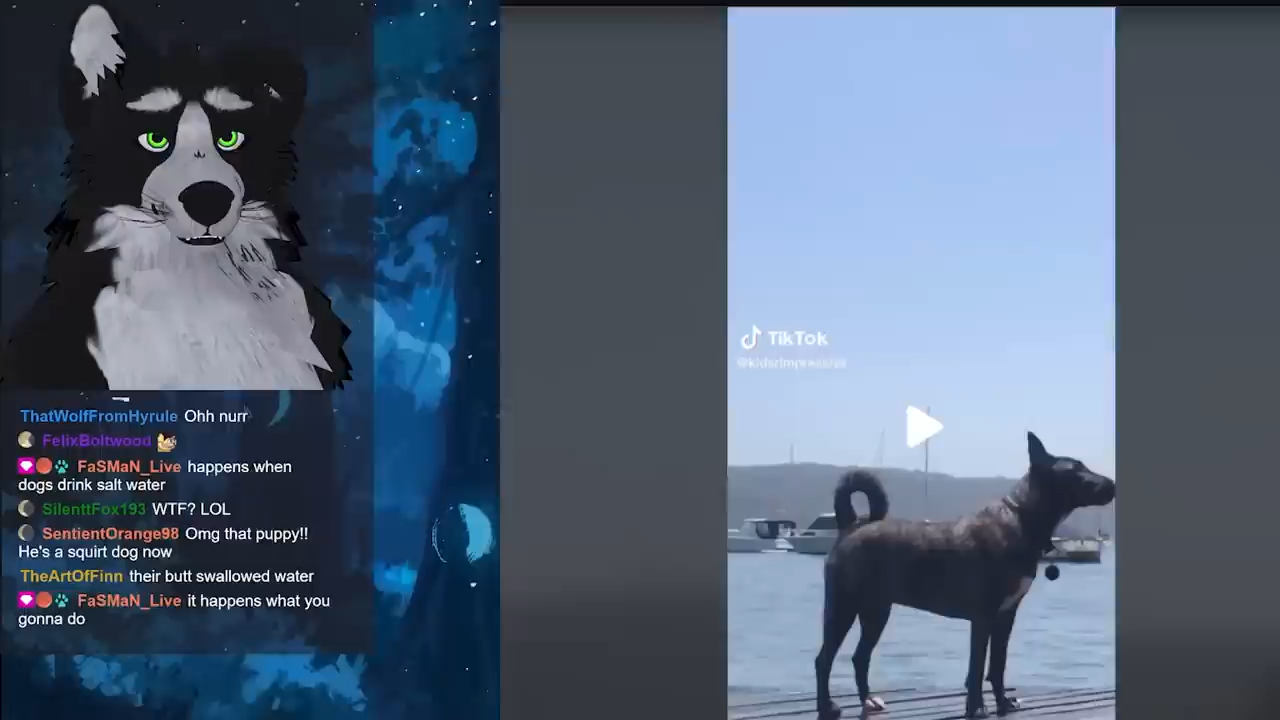 ThatWolfFromHyrule Ohh nurr
FelixBoltwood
FaSMaN_Live happens when
dogs drink salt water
SilenttFox193 WTF? LOL
SentientOrange98 Omg that puppy!!
He's a squirt dog now
TheArtOfFinn their butt swallowed water
FaSMaN_Live it happens what you
gonna do
TikTok